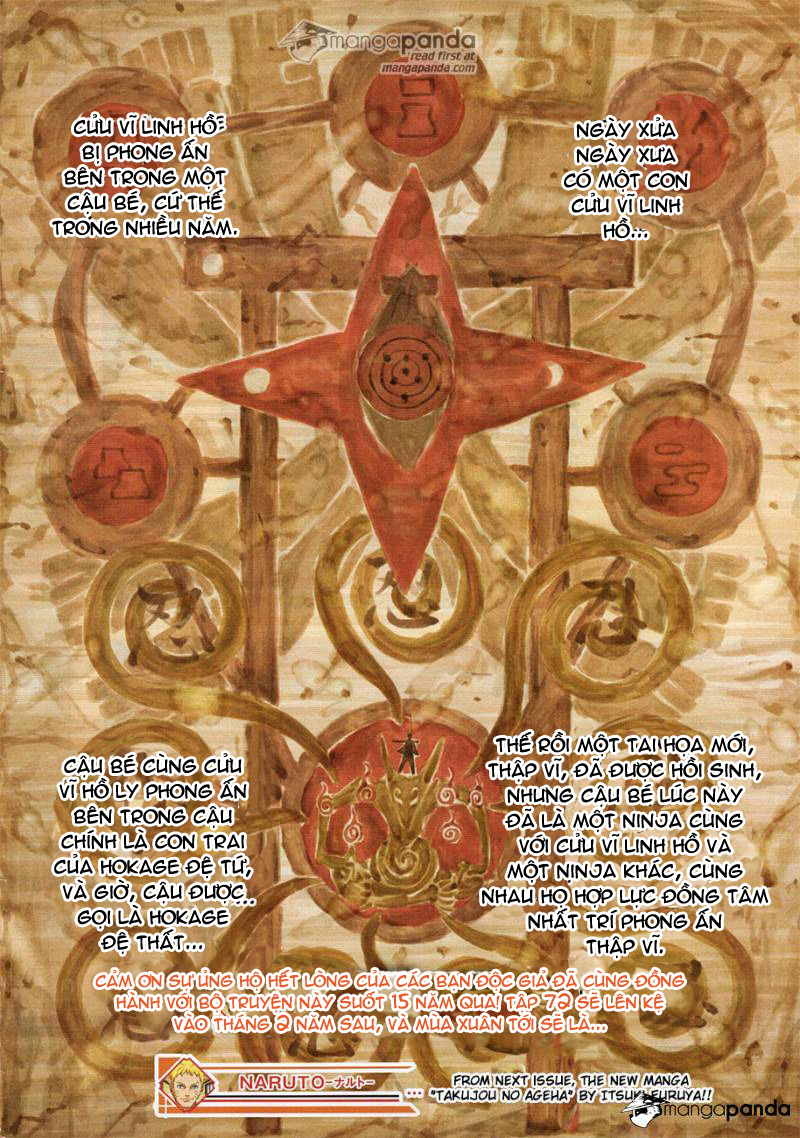 mangapanda
read first at
mangapanda.com
NGÀY XỬA
NGÀY XƯA
CÓ MỘT CON
CỬU VĨ LINH
HỒ...
CỬU VĨ LINH HỒ
BỊ PHONG ẤN
BÊN TRONG MỘT
CẬU BÉ, CỨ THẾ
TRONG NHIỀU NĂM.
THẾ RỒI MỘT TAI HỌA MỚI,
THẬP VĨ, ĐÃ ĐƯỢC HỒI SINH,
NHƯNG CẬU BÉ LÚC NÀY
ĐÃ LÀ MỘT NINJA CÙNG
VỚI CỬU VĨ LINH HỒ VÀ
MỘT NINJA KHÁC, CÙNG
NHAU HỌ HỢP LỰC ĐỒNG TÂM
NHẤT TRÍ PHONG ẤN
THẬP VĨ.
CẬU BÉ CÙNG CỬU
VĨ HỒ LY PHONG ẤN
BÊN TRONG CẬU
CHÍNH LÀ CON TRAI
CỦA HOKAGE ĐỆ TỨ,
VÀ GIỜ, CẬU ĐƯỢC...
GỌI LÀ HOKAGE
ĐỆ THẤT...
CẢM ƠN SỰ ỦNG HỘ HẾT LÒNG CỦA CÁC BẠN ĐỘC GIẢ ĐÃ CÙNG ĐỒNG
HÀNH VỚI BỘ TRUYỆN NÀY SUỐT 15 NĂM QUA! TẬP 72 SẼ LÊN KỆ
VÀO THÁNG 2 NĂM SAU, VÀ MÙA XUÂN TỚI SẼ LÀ...
NARUTO-ナルト-
FROM NEXT ISSUE, THE NEW MANGA
... "TAKUJOU NO AGEHA" BY ITSUKI FURUYA!!
mangapanda